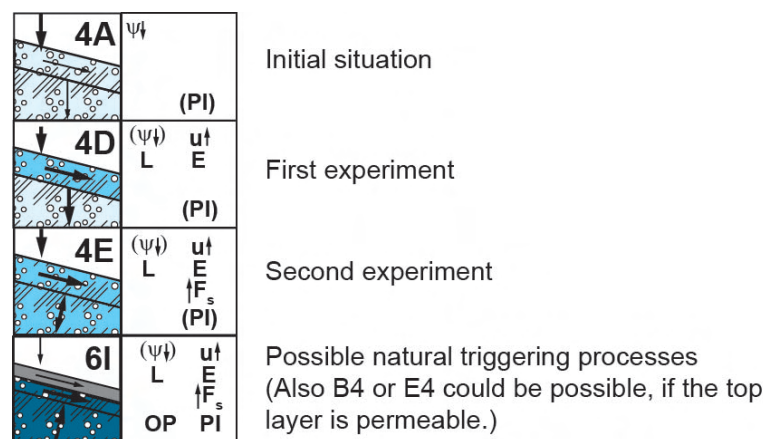 4A ψ↓
(PI)
Initial situation
4D (ψ↓) u↑
L E
(PI)
First experiment
4E (ψ↓) u↑
L E
↑Fs
(PI)
Second experiment
6I (ψ↓) u↑
L E
↑Fs
OP PI
Possible natural triggering processes
(Also B4 or E4 could be possible, if the top
layer is permeable.)